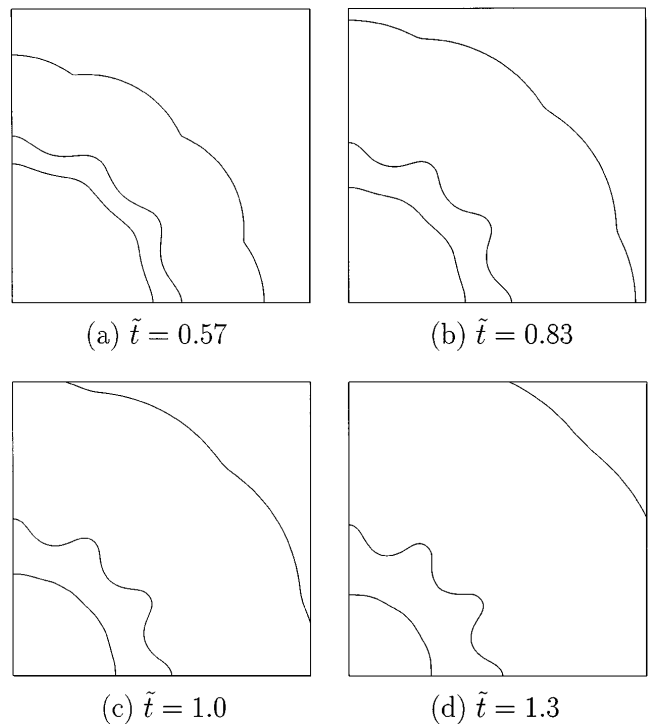 (a) t̃ = 0.57
(b) t̃ = 0.83
(c) t̃ = 1.0
(d) t̃ = 1.3